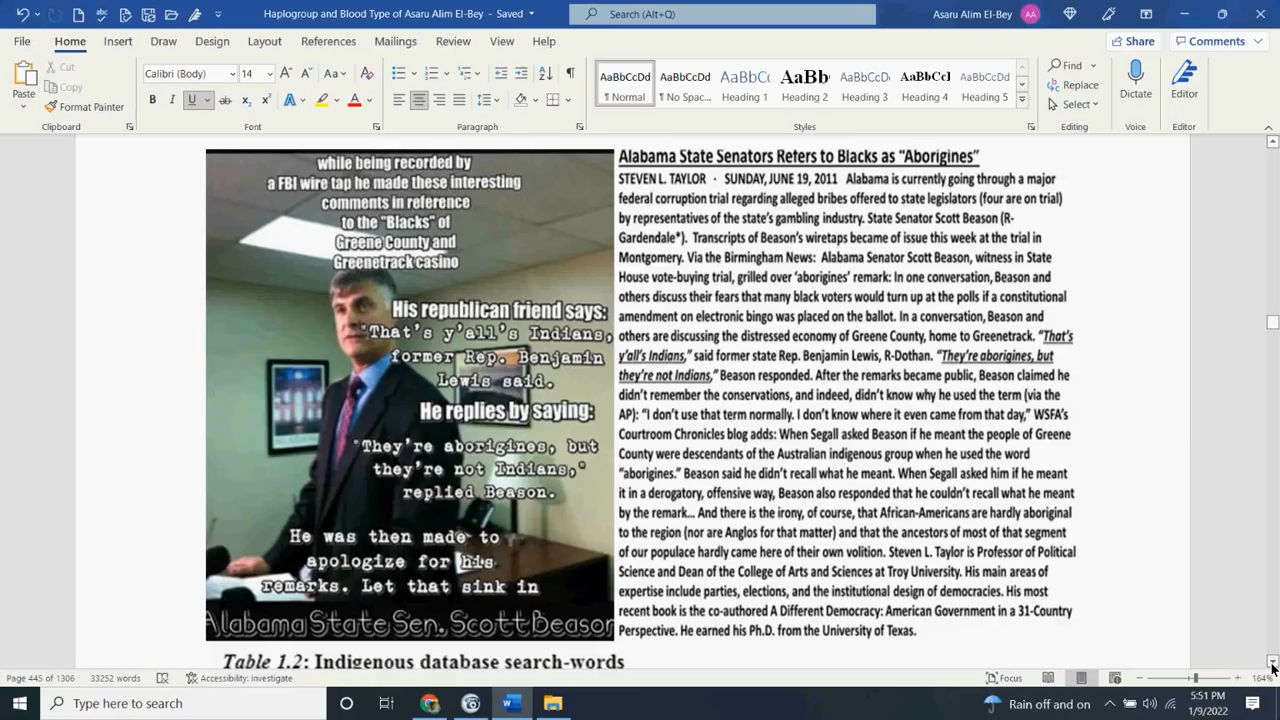 Haplogroup and Blood Type of Asaru Alim El-Bey - Saved
Search (Alt+Q)
Asaru Alim El-Bey
AA
File Home Insert Draw Design Layout References Mailings Review View Help
Share
Comments
Paste
Cut
Copy
Format Painter
Calibri (Body) 14
AaBbCcDd AaBbCcDd AaBbCc AaBb AaBbCcDd AaBbCcI AaBbCcDd
¶ Normal ¶ No Spac... Heading 1 Heading 2 Heading 3 Heading 4 Heading 5
Find
Replace
Select
Dictate
Editor
Clipboard Font Paragraph Styles Editing Voice Editor
while being recorded by
a FBI wire tap he made these interesting
comments in reference
to the "Blacks" of
Greene County and
Greenetrack casino
His republican friend says:
"That's y'all's Indians,
former Rep. Benjamin
Lewis said.
He replies by saying:
"They're aborigines, but
they're not Indians,"
replied Beason.
He was then made to
apologize for his
remarks. Let that sink in
Alabama State Sen. Scott Beason
Alabama State Senators Refers to Blacks as “Aborigines”
STEVEN L. TAYLOR · SUNDAY, JUNE 19, 2011 Alabama is currently going through a major
federal corruption trial regarding alleged bribes offered to state legislators (four are on trial)
by representatives of the state’s gambling industry. State Senator Scott Beason (R-
Gardendale*). Transcripts of Beason’s wiretaps became of issue this week at the trial in
Montgomery. Via the Birmingham News: Alabama Senator Scott Beason, witness in State
House vote-buying trial, grilled over ‘aborigines’ remark: In one conversation, Beason and
others discuss their fears that many black voters would turn up at the polls if a constitutional
amendment on electronic bingo was placed on the ballot. In a conversation, Beason and
others are discussing the distressed economy of Greene County, home to Greenetrack. “That’s
y’all’s Indians,” said former state Rep. Benjamin Lewis, R-Dothan. “They’re aborigines, but
they’re not Indians,” Beason responded. After the remarks became public, Beason claimed he
didn’t remember the conservations, and indeed, didn’t know why he used the term (via the
AP): “I don’t use that term normally. I don’t know where it even came from that day,” WSFA’s
Courtroom Chronicles blog adds: When Segall asked Beason if he meant the people of Greene
County were descendants of the Australian indigenous group when he used the word
“aborigines.” Beason said he didn’t recall what he meant. When Segall asked him if he meant
it in a derogatory, offensive way, Beason also responded that he couldn’t recall what he meant
by the remark... And there is the irony, of course, that African-Americans are hardly aboriginal
to the region (nor are Anglos for that matter) and that the ancestors of most of that segment
of our populace hardly came here of their own volition. Steven L. Taylor is Professor of Political
Science and Dean of the College of Arts and Sciences at Troy University. His main areas of
expertise include parties, elections, and the institutional design of democracies. His most
recent book is the co-authored A Different Democracy: American Government in a 31-Country
Perspective. He earned his Ph.D. from the University of Texas.
Table 1.2: Indigenous database search-words
Page 445 of 1306 33252 words Accessibility: Investigate
Focus
164%
Type here to search
Rain off and on
5:51 PM
1/9/2022